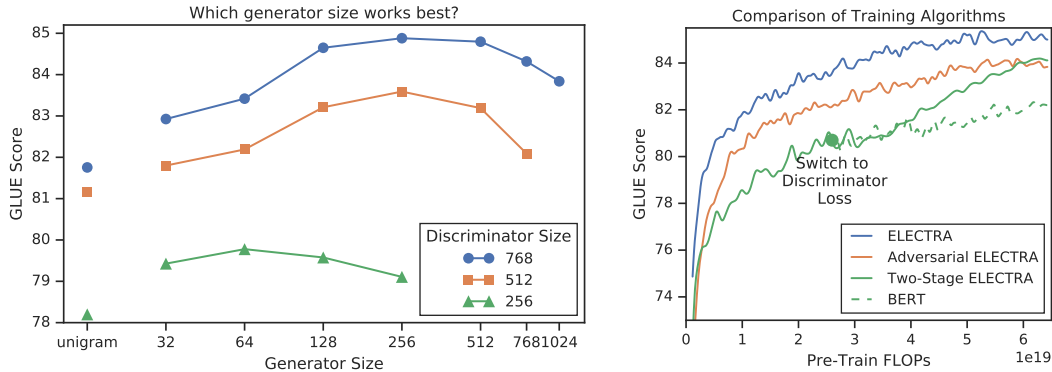 Which generator size works best?
85
84
83
82
81
80
79
78
GLUE Score
unigram 32 64 128 256 512 768 1024
Generator Size
Discriminator Size
768
512
256
Comparison of Training Algorithms
84
82
80
78
76
74
GLUE Score
Switch to
Discriminator
Loss
ELECTRA
Adversarial ELECTRA
Two-Stage ELECTRA
BERT
0 1 2 3 4 5 6
1e19
Pre-Train FLOPs